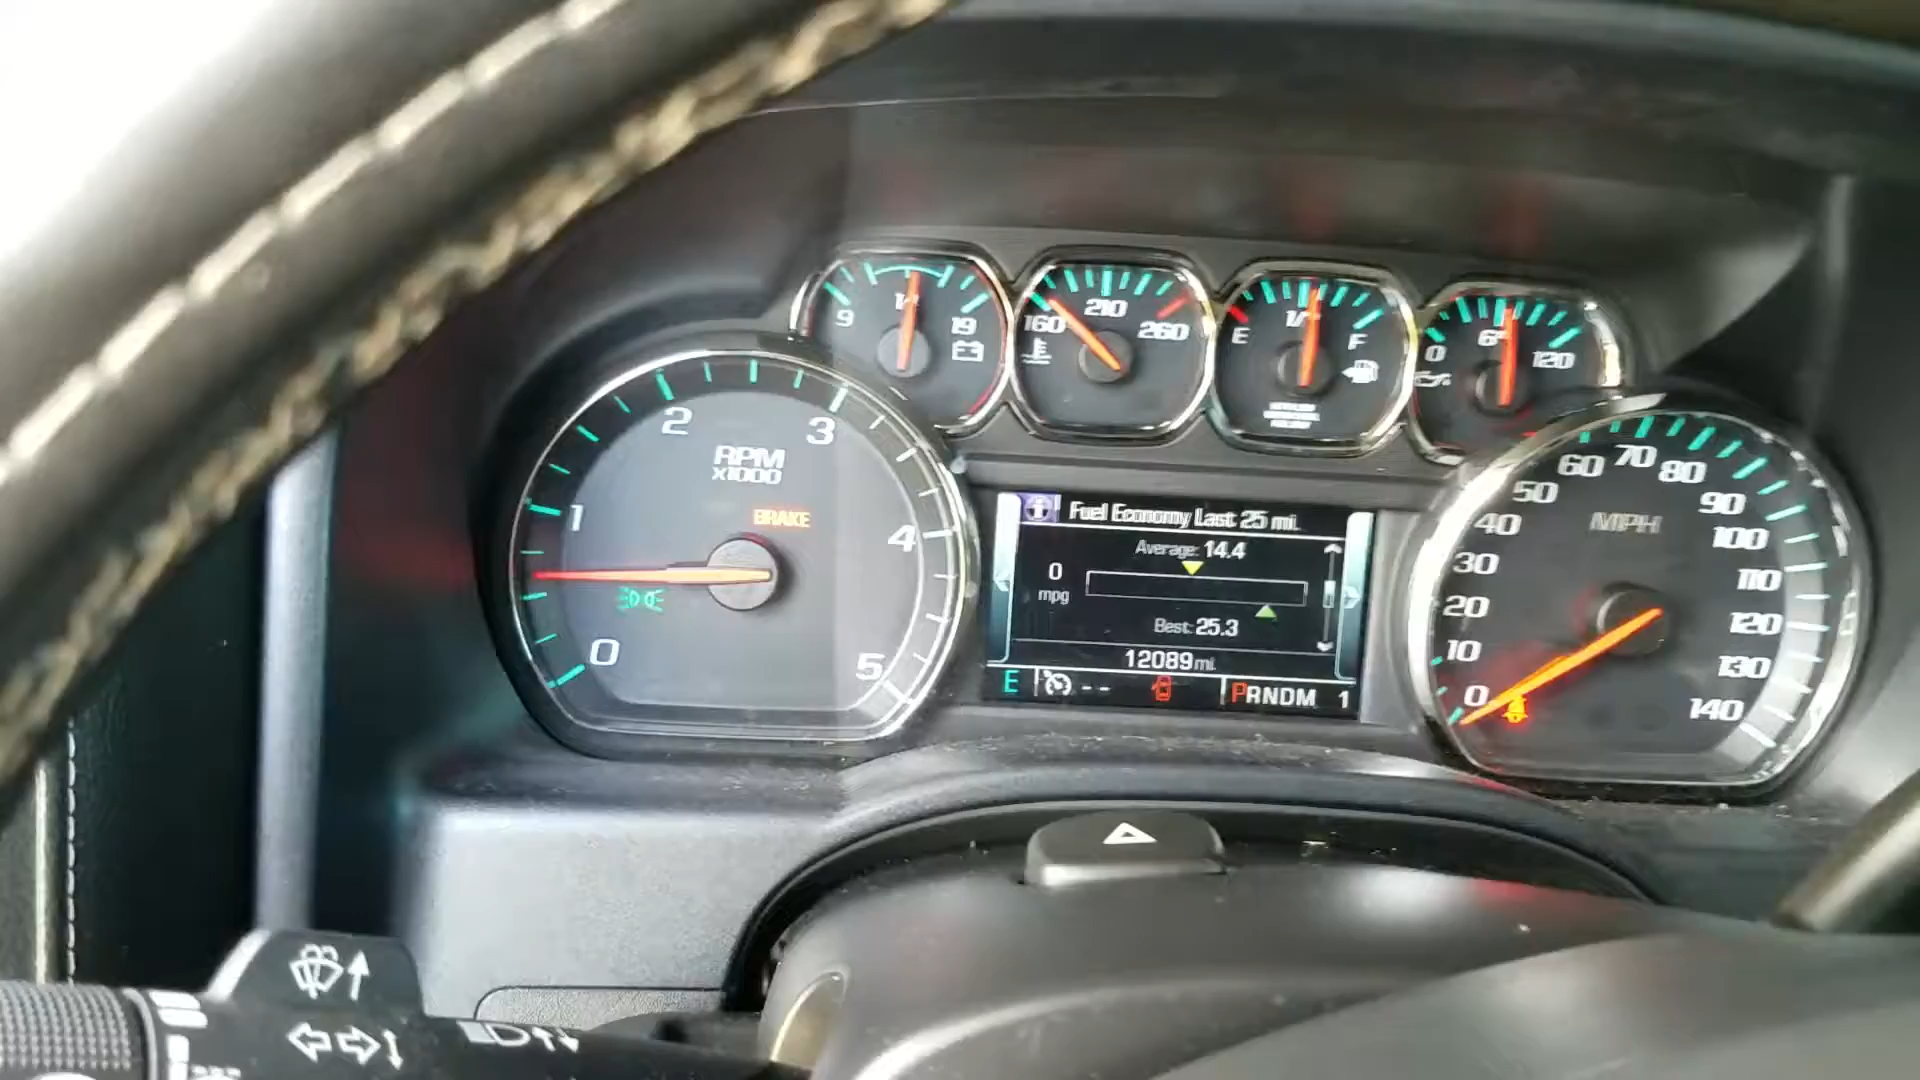 9
19
160
210
260
E
F
0
120
0
1
2
3
4
5
RPM
x1000
BRAKE
Fuel Economy Last 25 mi.
Average: 14.4
0
mpg
Best: 25.3
12089 mi.
E
--
PRNDM 1
0
10
20
30
40
50
60
70
80
90
100
110
120
130
140
MPH